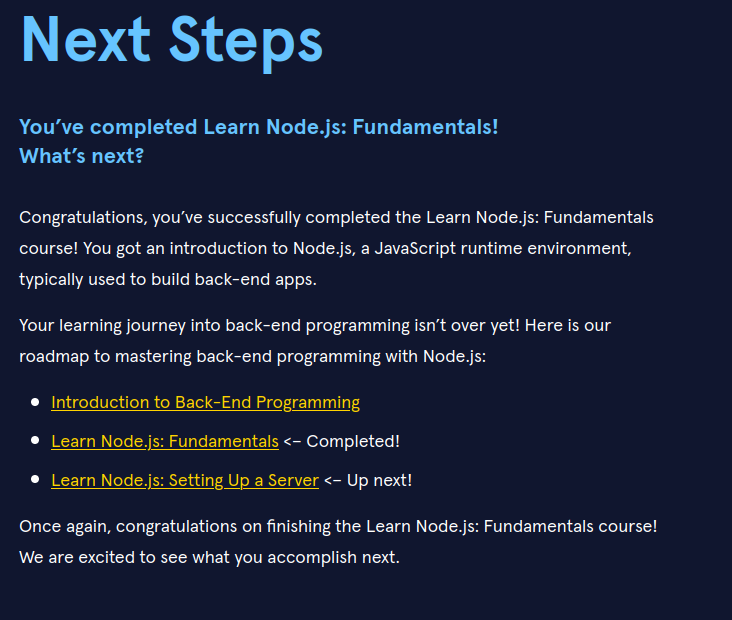 Next Steps
You’ve completed Learn Node.js: Fundamentals!
What’s next?
Congratulations, you’ve successfully completed the Learn Node.js: Fundamentals
course! You got an introduction to Node.js, a JavaScript runtime environment,
typically used to build back-end apps.
Your learning journey into back-end programming isn’t over yet! Here is our
roadmap to mastering back-end programming with Node.js:
• Introduction to Back-End Programming
• Learn Node.js: Fundamentals <– Completed!
• Learn Node.js: Setting Up a Server <– Up next!
Once again, congratulations on finishing the Learn Node.js: Fundamentals course!
We are excited to see what you accomplish next.